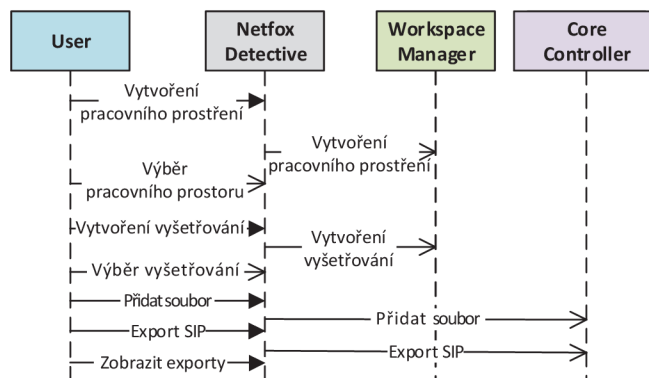 User
Netfox
Detective
Workspace
Manager
Core
Controller
Vytvoření
pracovního prostření
Vytvoření
pracovního prostření
Výběr
pracovního prostoru
Vytvoření vyšetřování
Vytvoření
vyšetřování
Výběr vyšetřování
Přidat soubor
Přidat soubor
Export SIP
Export SIP
Zobrazit exporty